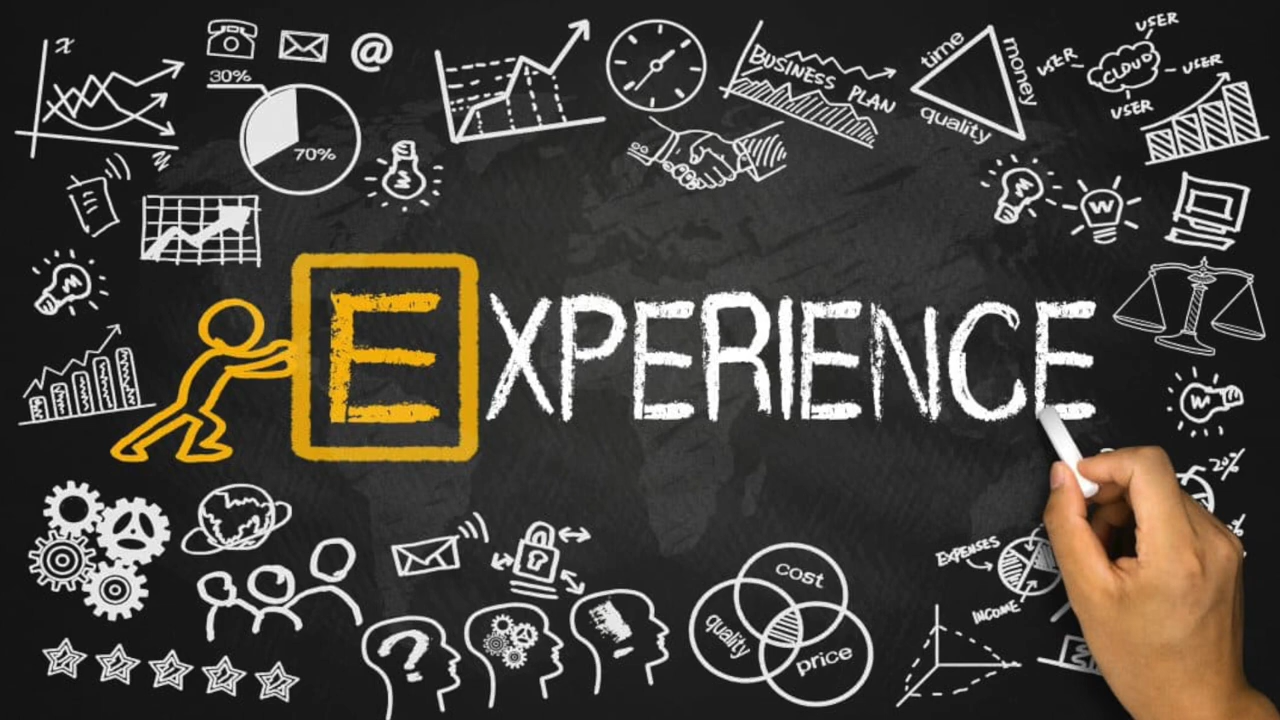 x
@
30%
70%
BUSINESS PLAN
time
money
quality
USER
USER
CLOUD
USER
USER
W
EXPERIENCE
W
20%
%
EXPENSES
INCOME
?
cost
quality
price